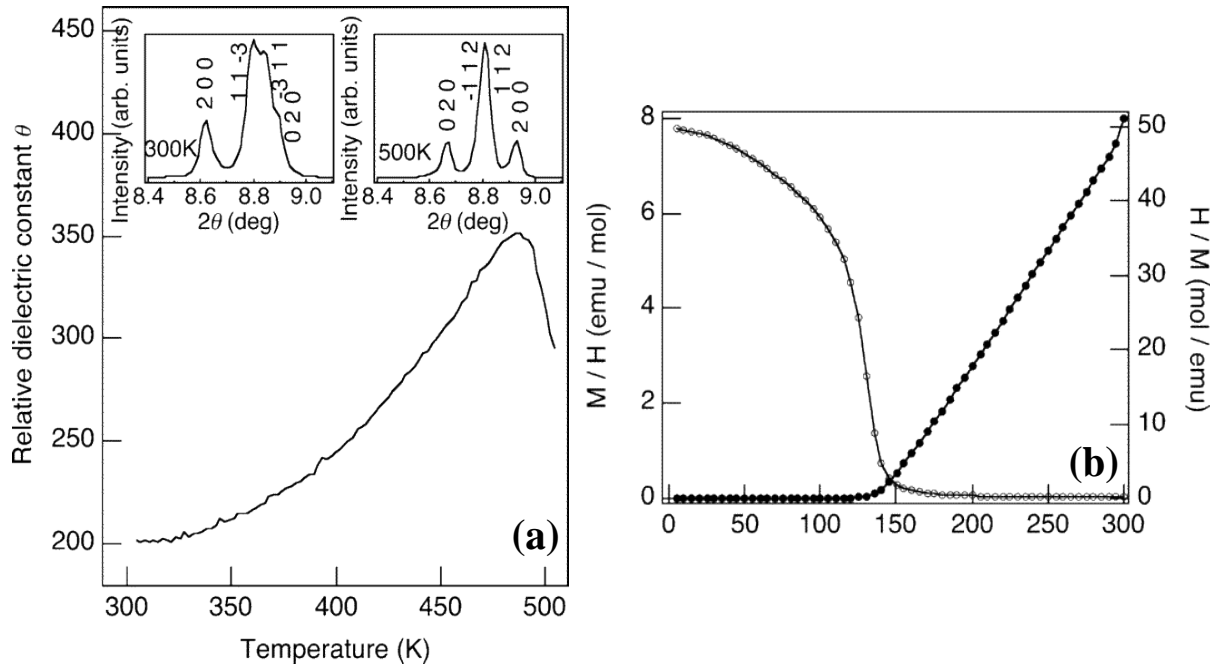 450
400
350
300
250
200
Relative dielectric constant θ
300
350
400
450
500
Temperature (K)
Intensity (arb. units)
300K
2 0 0
1 1 -3
-3 1 1
0 2 0
8.4
8.6
8.8
9.0
2θ (deg)
Intensity (arb. units)
500K
0 2 0
-1 1 2
1 1 2
2 0 0
8.4
8.6
8.8
9.0
2θ (deg)
(a)
8
6
4
2
0
M / H (emu / mol)
50
40
30
20
10
0
H / M (mol / emu)
0
50
100
150
200
250
300
(b)